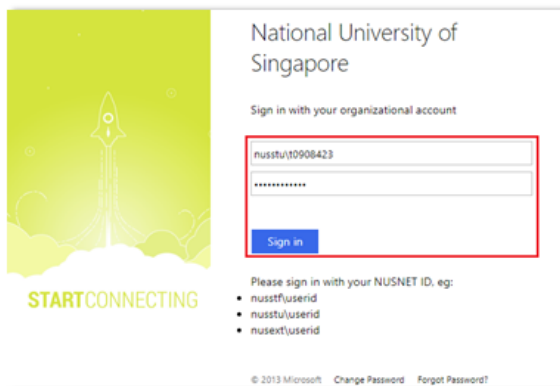 National University of
Singapore
Sign in with your organizational account
nusstu\t0908423
••••••••••••
Sign in
Please sign in with your NUSNET ID, eg:
• nusstf\userid
• nusstu\userid
• nusext\userid
STARTCONNECTING
© 2013 Microsoft Change Password Forgot Password?